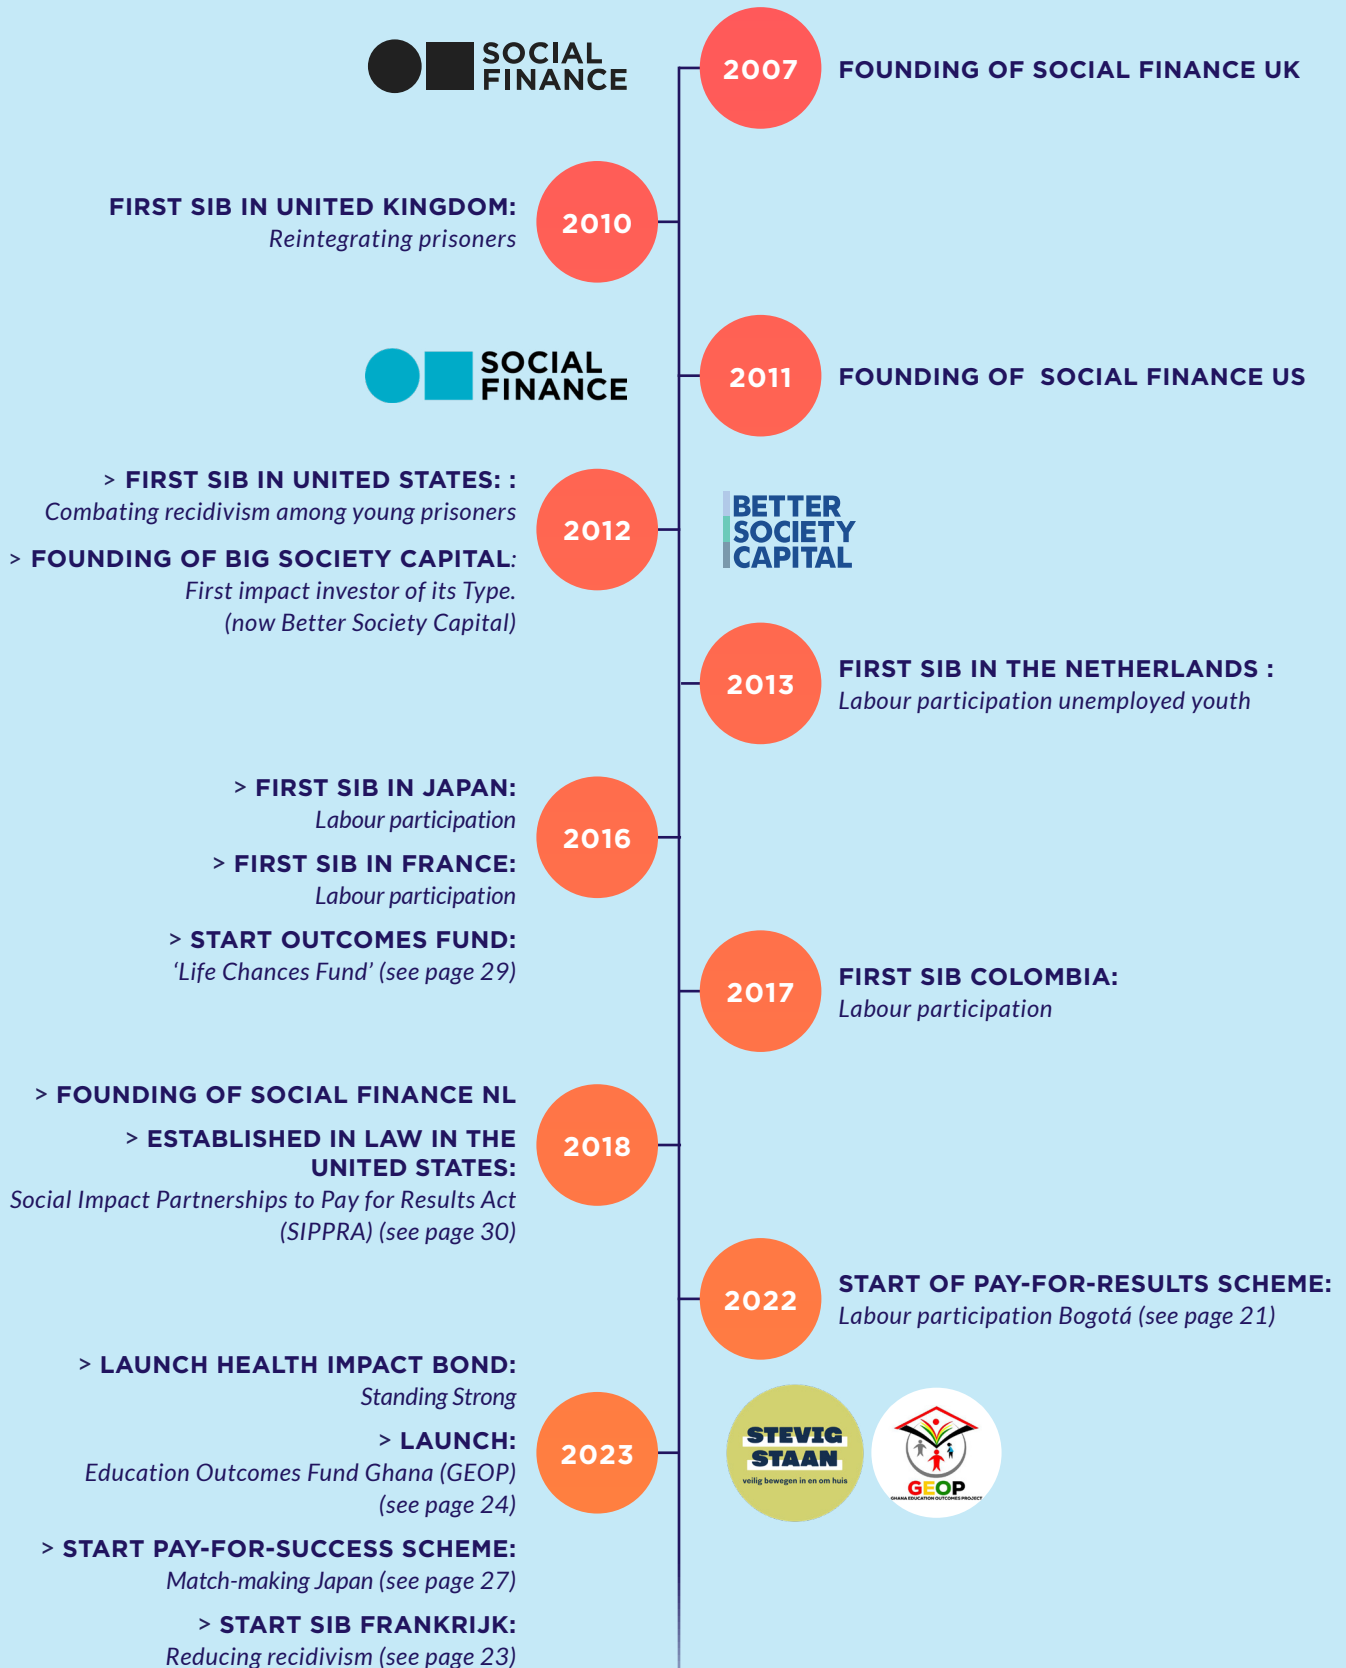 SOCIAL
FINANCE
2007
FOUNDING OF SOCIAL FINANCE UK
FIRST SIB IN UNITED KINGDOM:
Reintegrating prisoners
2010
SOCIAL
FINANCE
2011
FOUNDING OF SOCIAL FINANCE US
> FIRST SIB IN UNITED STATES: :
Combating recidivism among young prisoners
> FOUNDING OF BIG SOCIETY CAPITAL:
First impact investor of its Type.
(now Better Society Capital)
2012
BETTER
SOCIETY
CAPITAL
2013
FIRST SIB IN THE NETHERLANDS :
Labour participation unemployed youth
> FIRST SIB IN JAPAN:
Labour participation
> FIRST SIB IN FRANCE:
Labour participation
> START OUTCOMES FUND:
‘Life Chances Fund’ (see page 29)
2016
2017
FIRST SIB COLOMBIA:
Labour participation
> FOUNDING OF SOCIAL FINANCE NL
> ESTABLISHED IN LAW IN THE
UNITED STATES:
Social Impact Partnerships to Pay for Results Act
(SIPPRA) (see page 30)
2018
2022
START OF PAY-FOR-RESULTS SCHEME:
Labour participation Bogotá (see page 21)
> LAUNCH HEALTH IMPACT BOND:
Standing Strong
> LAUNCH:
Education Outcomes Fund Ghana (GEOP)
(see page 24)
> START PAY-FOR-SUCCESS SCHEME:
Match-making Japan (see page 27)
> START SIB FRANKRIJK:
Reducing recidivism (see page 23)
2023
STEVIG
STAAN
veilig bewegen in en om huis
GEOP
GHANA EDUCATION OUTCOMES PROJECT